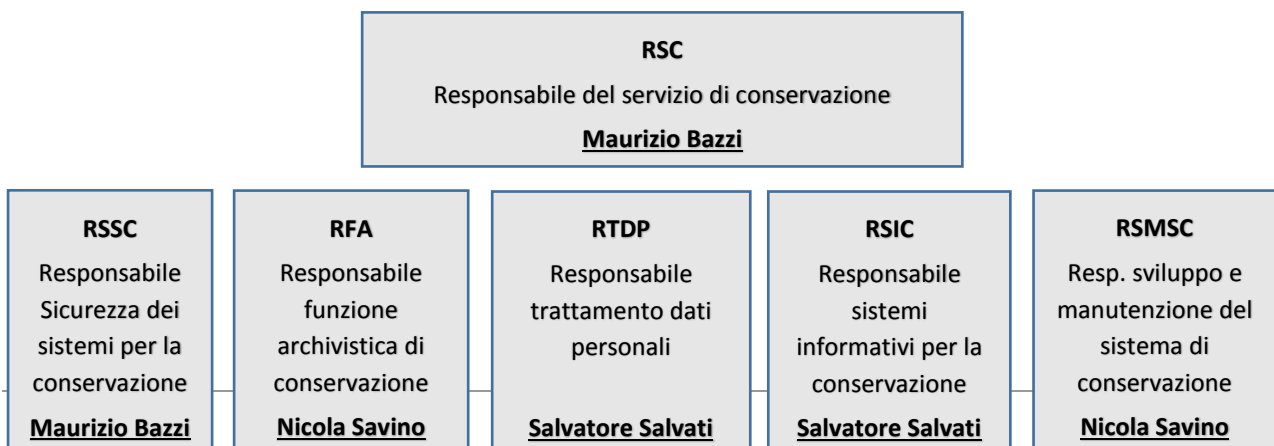 RSC
Responsabile del servizio di conservazione
Maurizio Bazzi
RSSC
Responsabile
Sicurezza dei
sistemi per la
conservazione
Maurizio Bazzi
RFA
Responsabile
funzione
archivistica di
conservazione
Nicola Savino
RTDP
Responsabile
trattamento dati
personali
Salvatore Salvati
RSIC
Responsabile
sistemi
informativi per la
conservazione
Salvatore Salvati
RSMSC
Resp. sviluppo e
manutenzione del
sistema di
conservazione
Nicola Savino